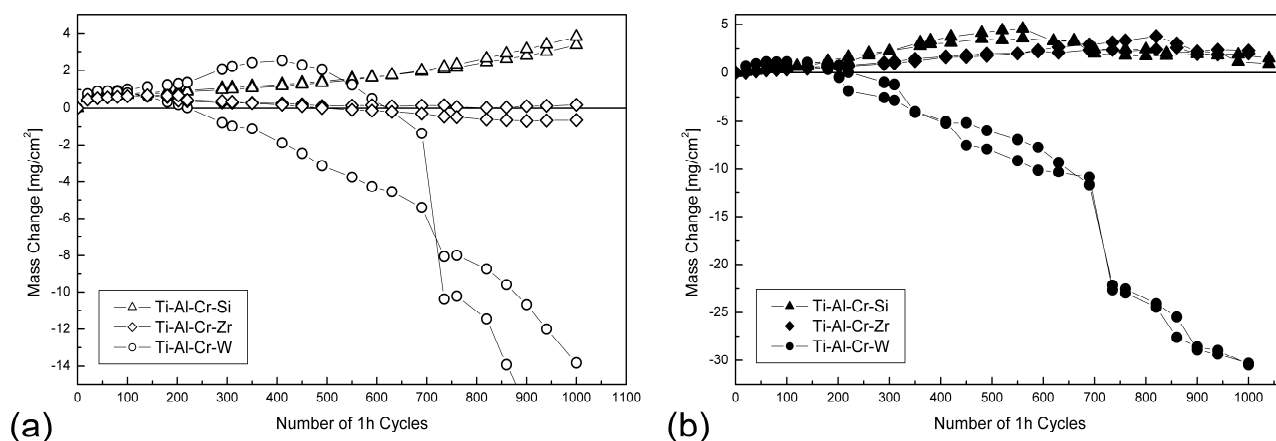 4
2
0
-2
-4
-6
-8
-10
-12
-14
Mass Change [mg/cm²]
Ti-Al-Cr-Si
Ti-Al-Cr-Zr
Ti-Al-Cr-W
0 100 200 300 400 500 600 700 800 900 1000 1100
Number of 1h Cycles
(a)
5
0
-5
-10
-15
-20
-25
-30
Mass Change [mg/cm²]
Ti-Al-Cr-Si
Ti-Al-Cr-Zr
Ti-Al-Cr-W
0 100 200 300 400 500 600 700 800 900 1000
Number of 1h Cycles
(b)